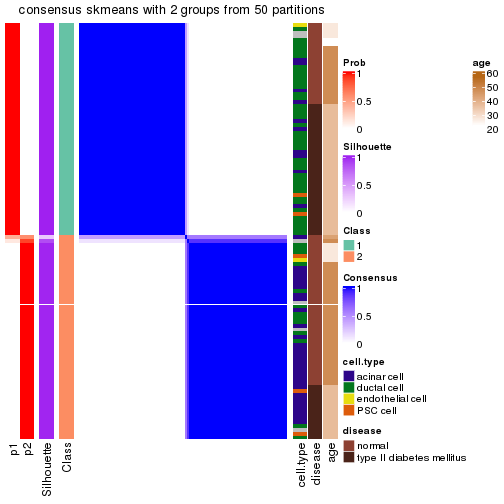 consensus skmeans with 2 groups from 50 partitions
Prob
1
0.5
0
Silhouette
1
0.5
0
Class
1
2
Consensus
1
0.5
0
cell.type
acinar cell
ductal cell
endothelial cell
PSC cell
disease
normal
type II diabetes mellitus
age
60
50
40
30
20
p1
p2
Silhouette
Class
cell.type
disease
age